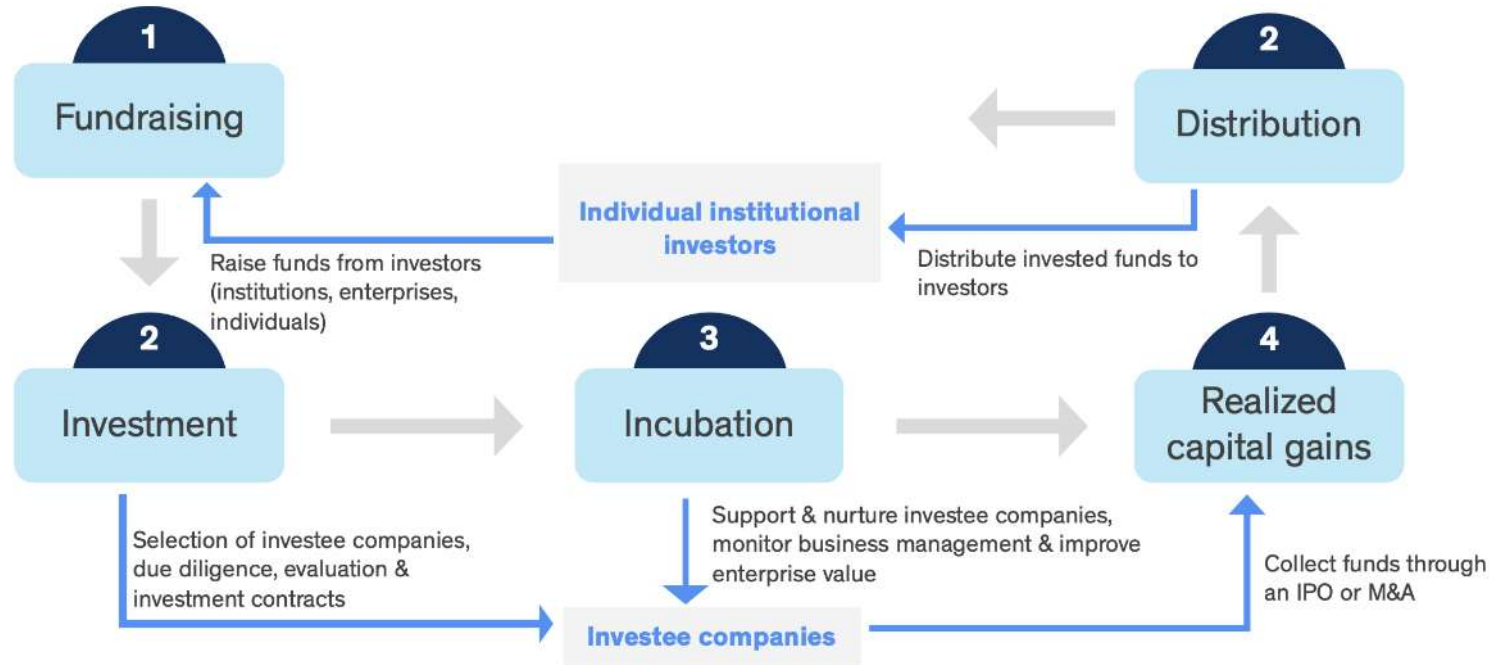 1
Fundraising
2
Distribution
Individual institutional
investors
Raise funds from investors
(institutions, enterprises,
individuals)
Distribute invested funds to
investors
2
Investment
3
Incubation
4
Realized
capital gains
Selection of investee companies,
due diligence, evaluation &
investment contracts
Support & nurture investee companies,
monitor business management & improve
enterprise value
Collect funds through
an IPO or M&A
Investee companies